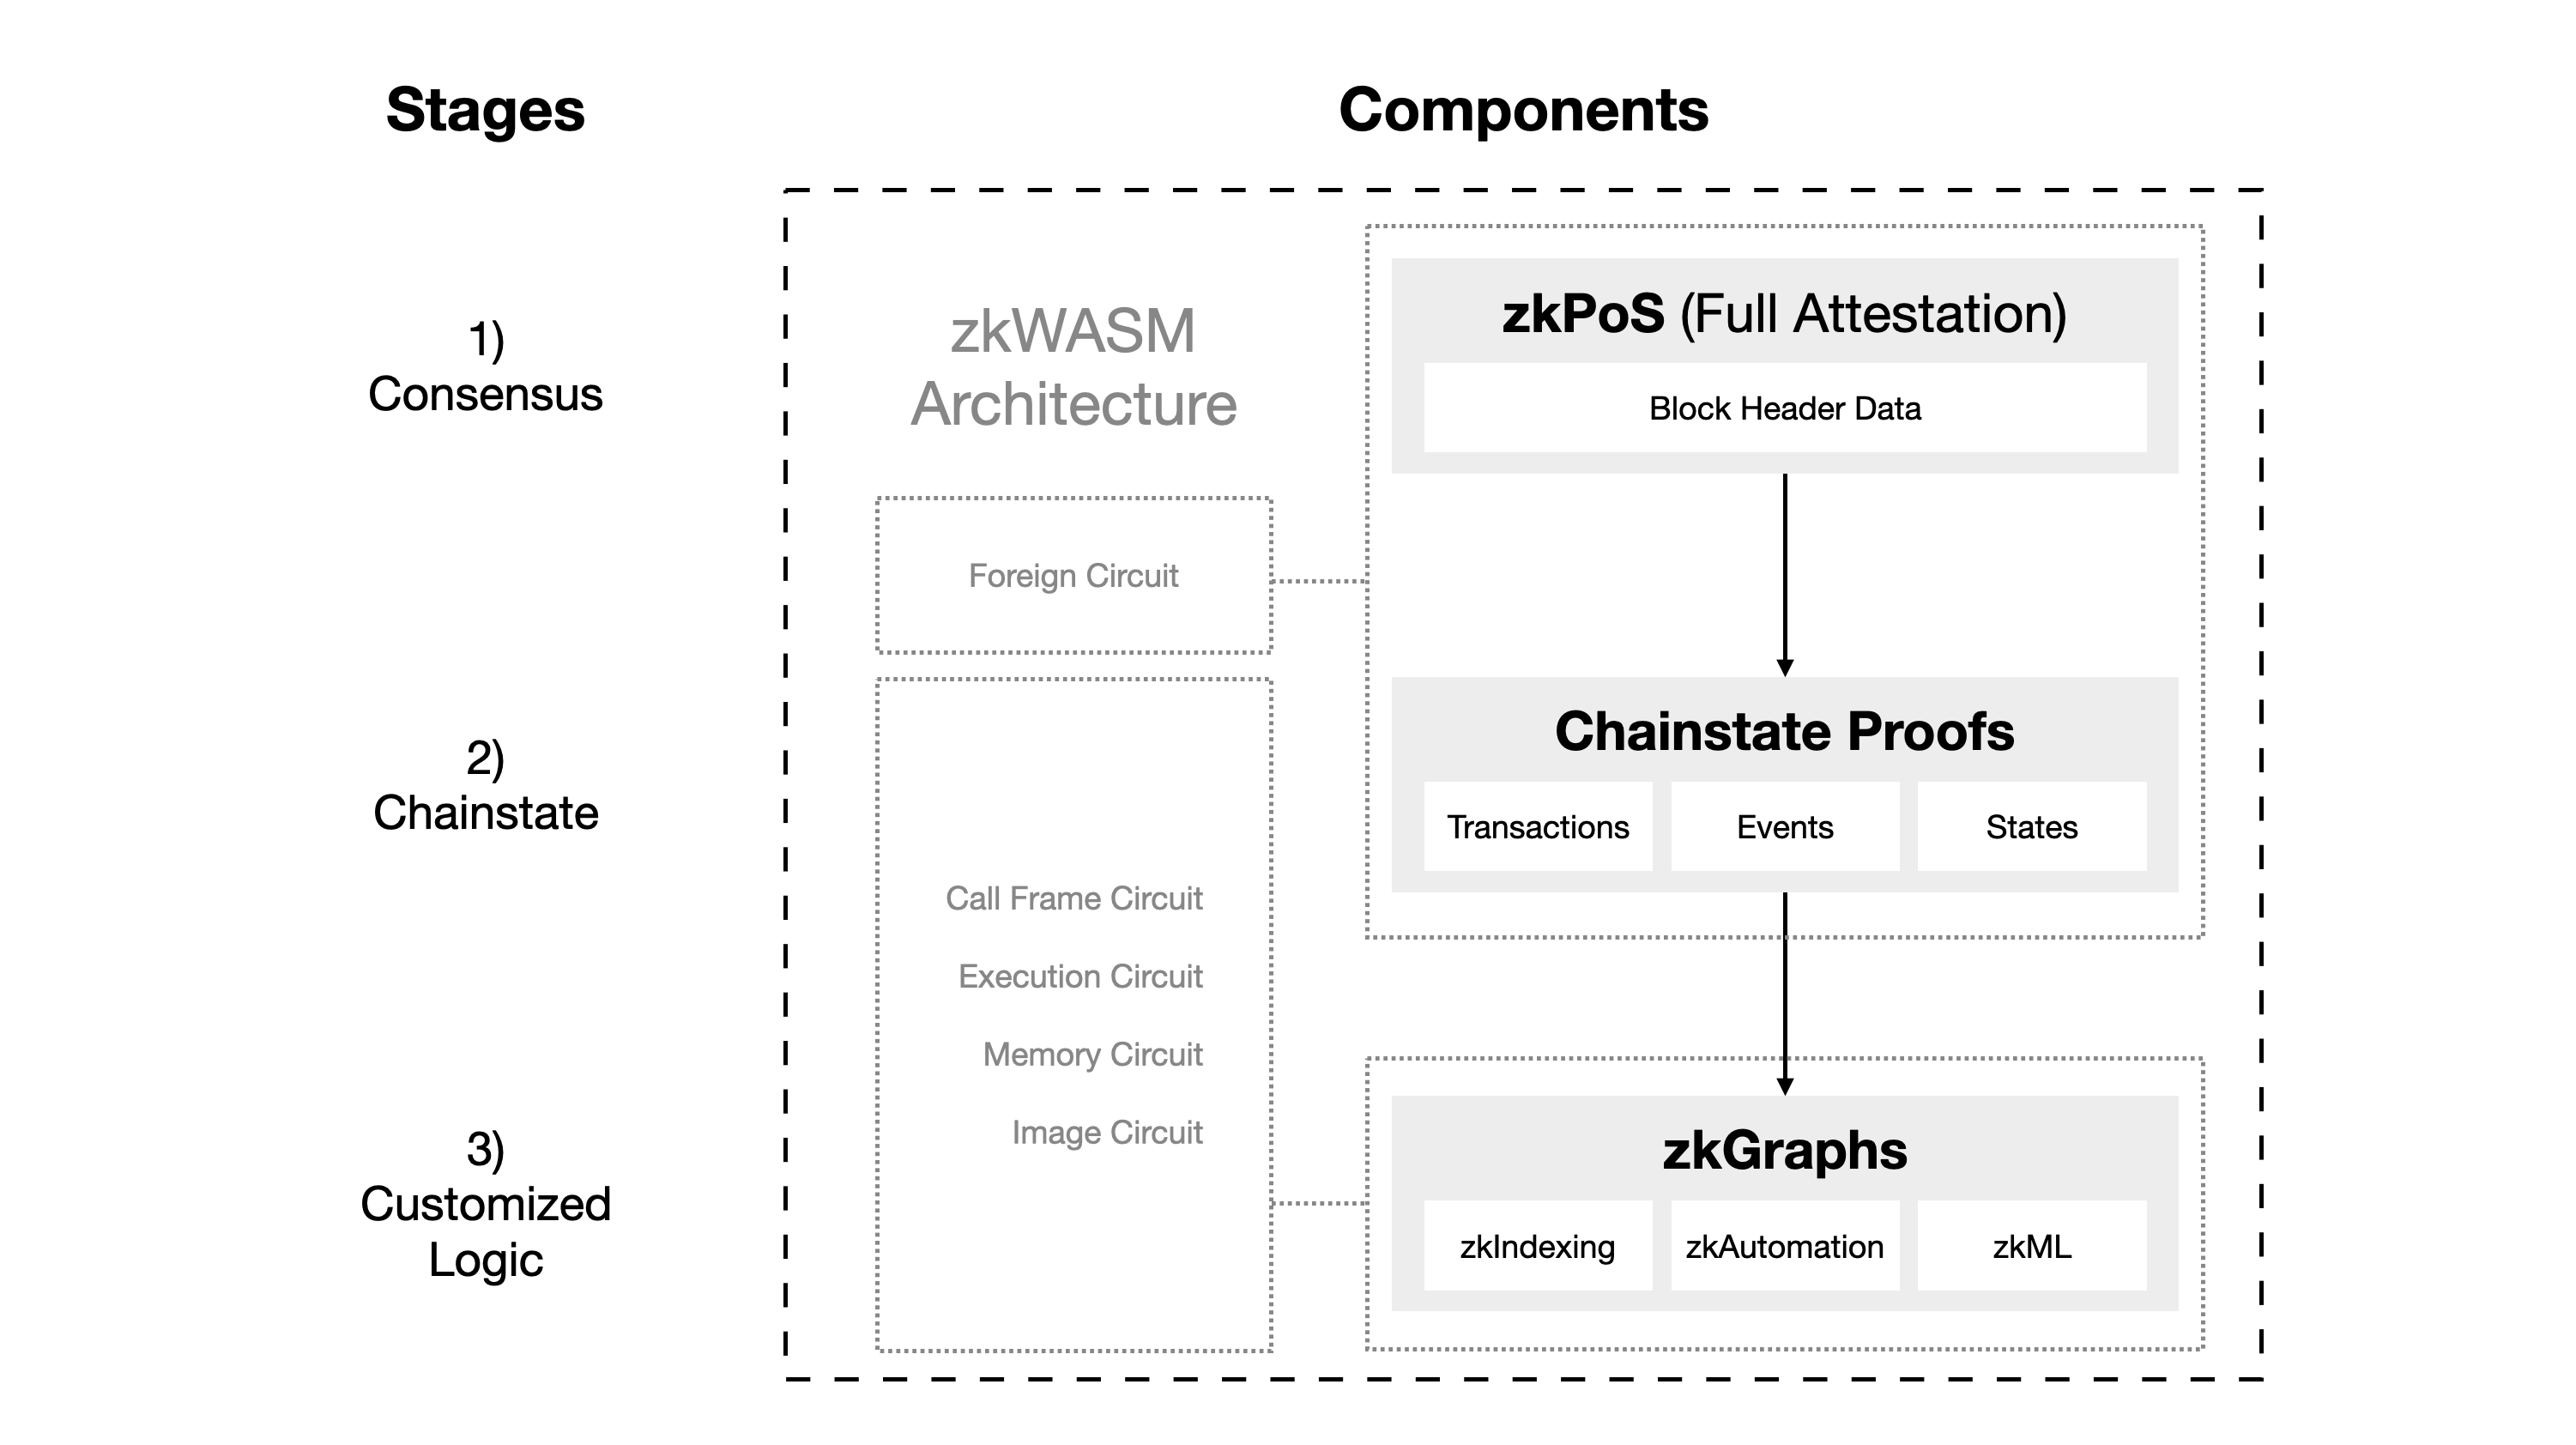 Stages
Components
1)
Consensus
zkWASM
Architecture
zkPoS (Full Attestation)
Block Header Data
Foreign Circuit
2)
Chainstate
Chainstate Proofs
Transactions
Events
States
Call Frame Circuit
Execution Circuit
Memory Circuit
Image Circuit
3)
Customized
Logic
zkGraphs
zkIndexing
zkAutomation
zkML